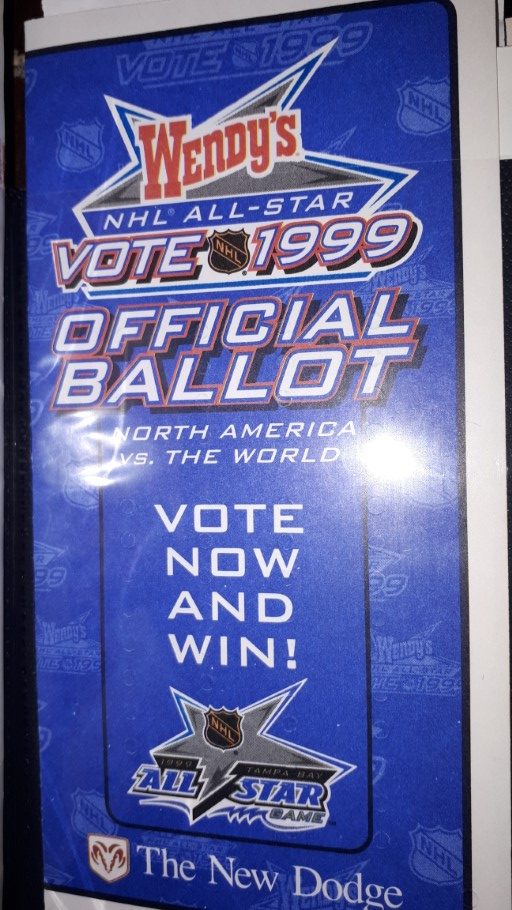 Wendy's
NHL® ALL-STAR
VOTE NHL 1999
OFFICIAL
BALLOT
NORTH AMERICA
vs. THE WORLD
VOTE
NOW
AND
WIN!
NHL
1999 TAMPA BAY
ALL STAR
GAME
The New Dodge